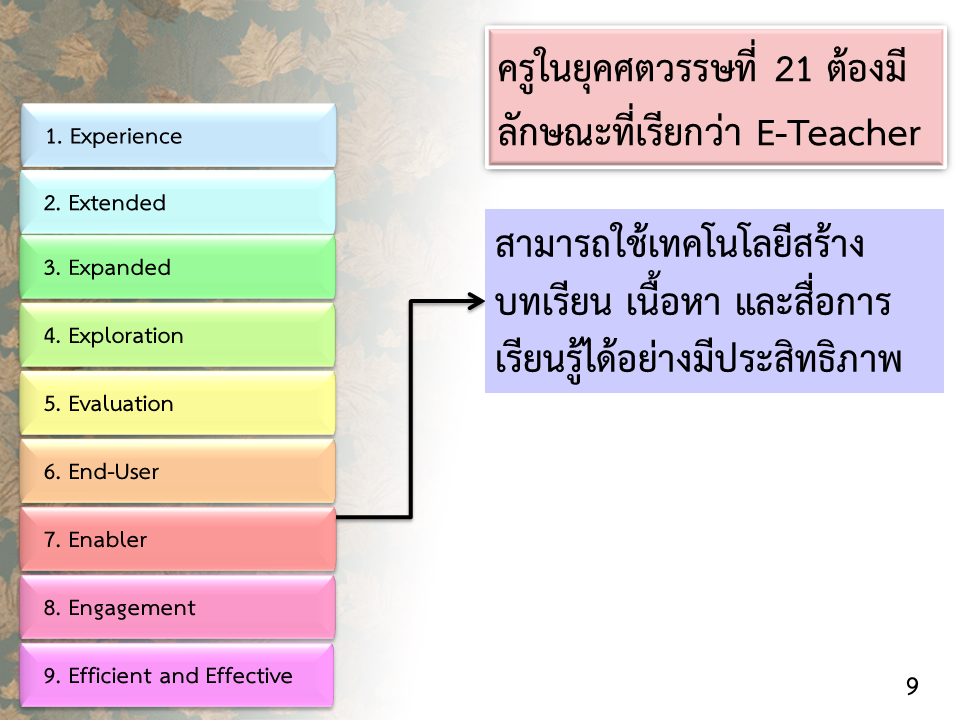 ครูในยุคศตวรรษที่ 21 ต้องมี
ลักษณะที่เรียกว่า E-Teacher
1. Experience
2. Extended
3. Expanded
4. Exploration
5. Evaluation
6. End-User
7. Enabler
8. Engagement
9. Efficient and Effective
สามารถใช้เทคโนโลยีสร้าง
บทเรียน เนื้อหา และสื่อการ
เรียนรู้ได้อย่างมีประสิทธิภาพ
9